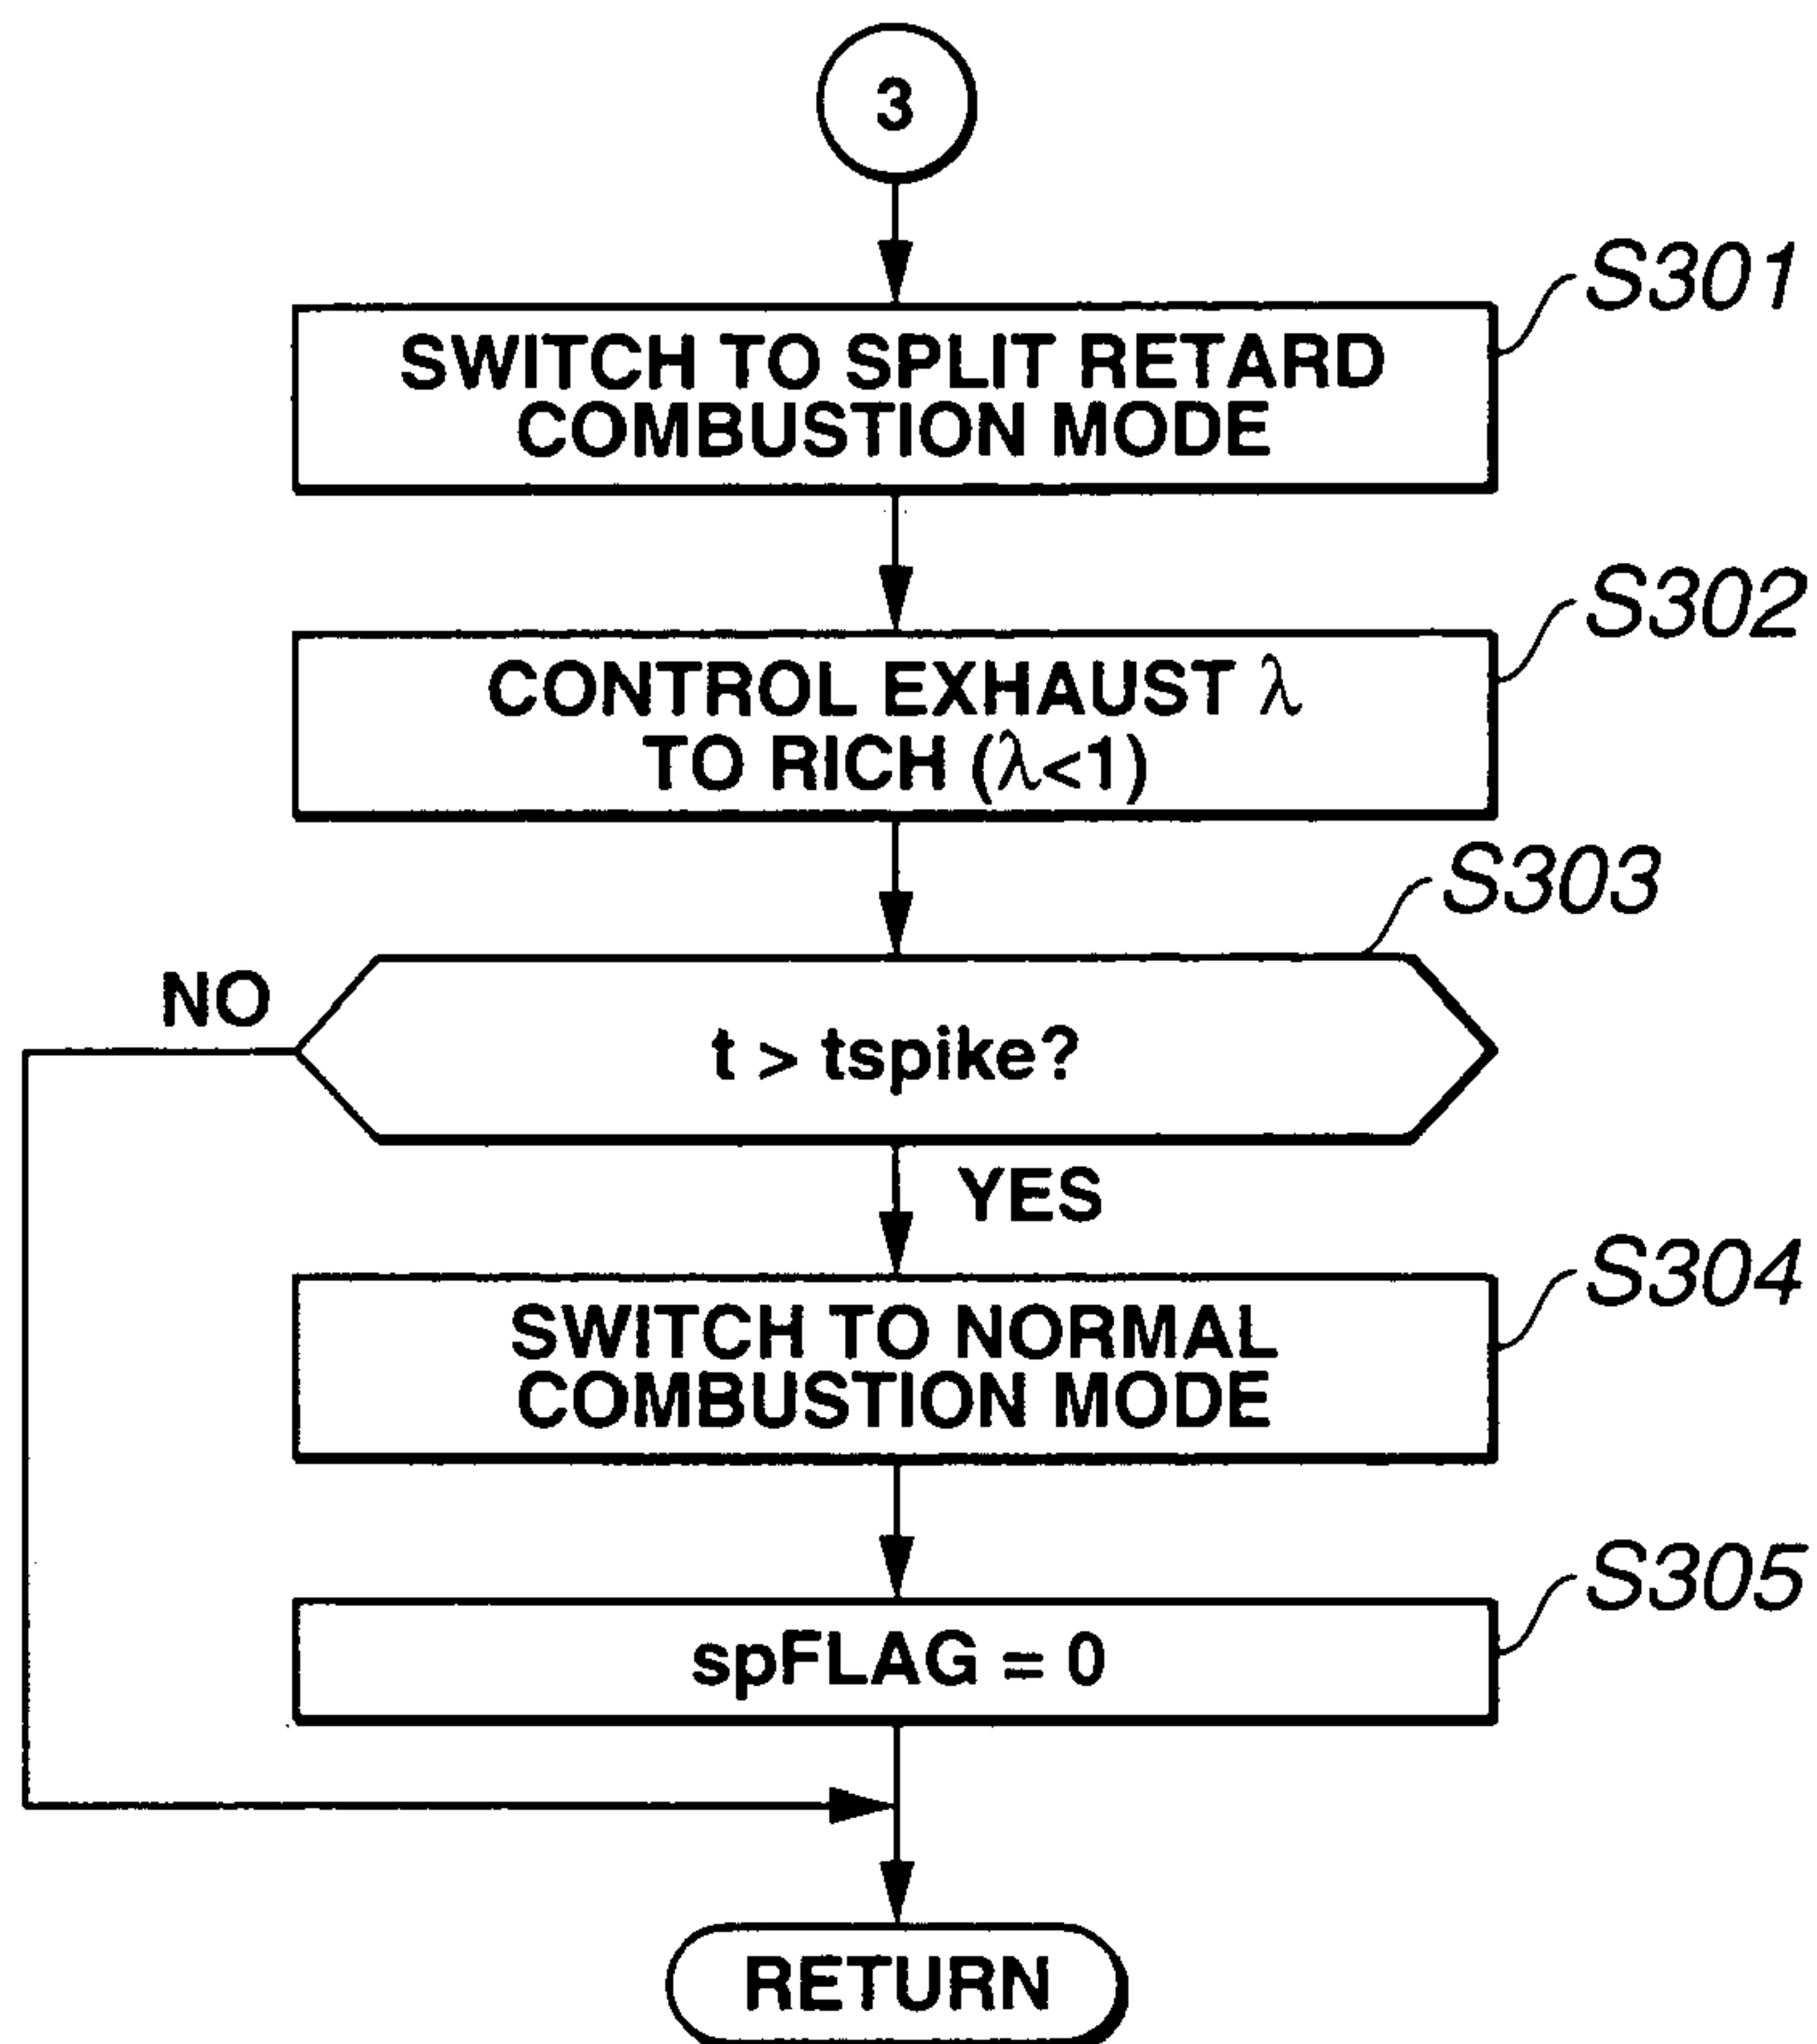 3
S301
SWITCH TO SPLIT RETARD
COMBUSTION MODE
S302
CONTROL EXHAUST λ
TO RICH (λ<1)
S303
NO
t > tspike?
YES
S304
SWITCH TO NORMAL
COMBUSTION MODE
S305
spFLAG = 0
RETURN